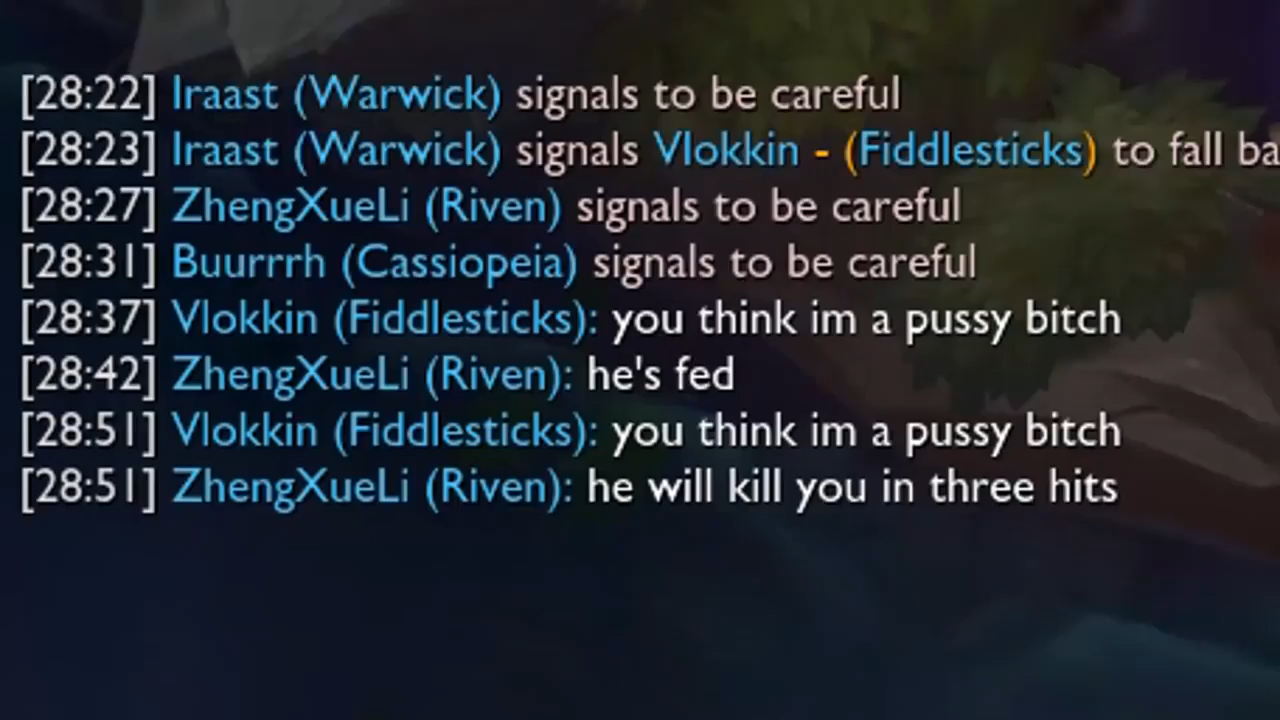 [28:22] Iraast (Warwick) signals to be careful
[28:23] Iraast (Warwick) signals Vlokkin - (Fiddlesticks) to fall ba
[28:27] ZhengXueLi (Riven) signals to be careful
[28:31] Buurrrh (Cassiopeia) signals to be careful
[28:37] Vlokkin (Fiddlesticks): you think im a pussy bitch
[28:42] ZhengXueLi (Riven): he's fed
[28:51] Vlokkin (Fiddlesticks): you think im a pussy bitch
[28:51] ZhengXueLi (Riven): he will kill you in three hits